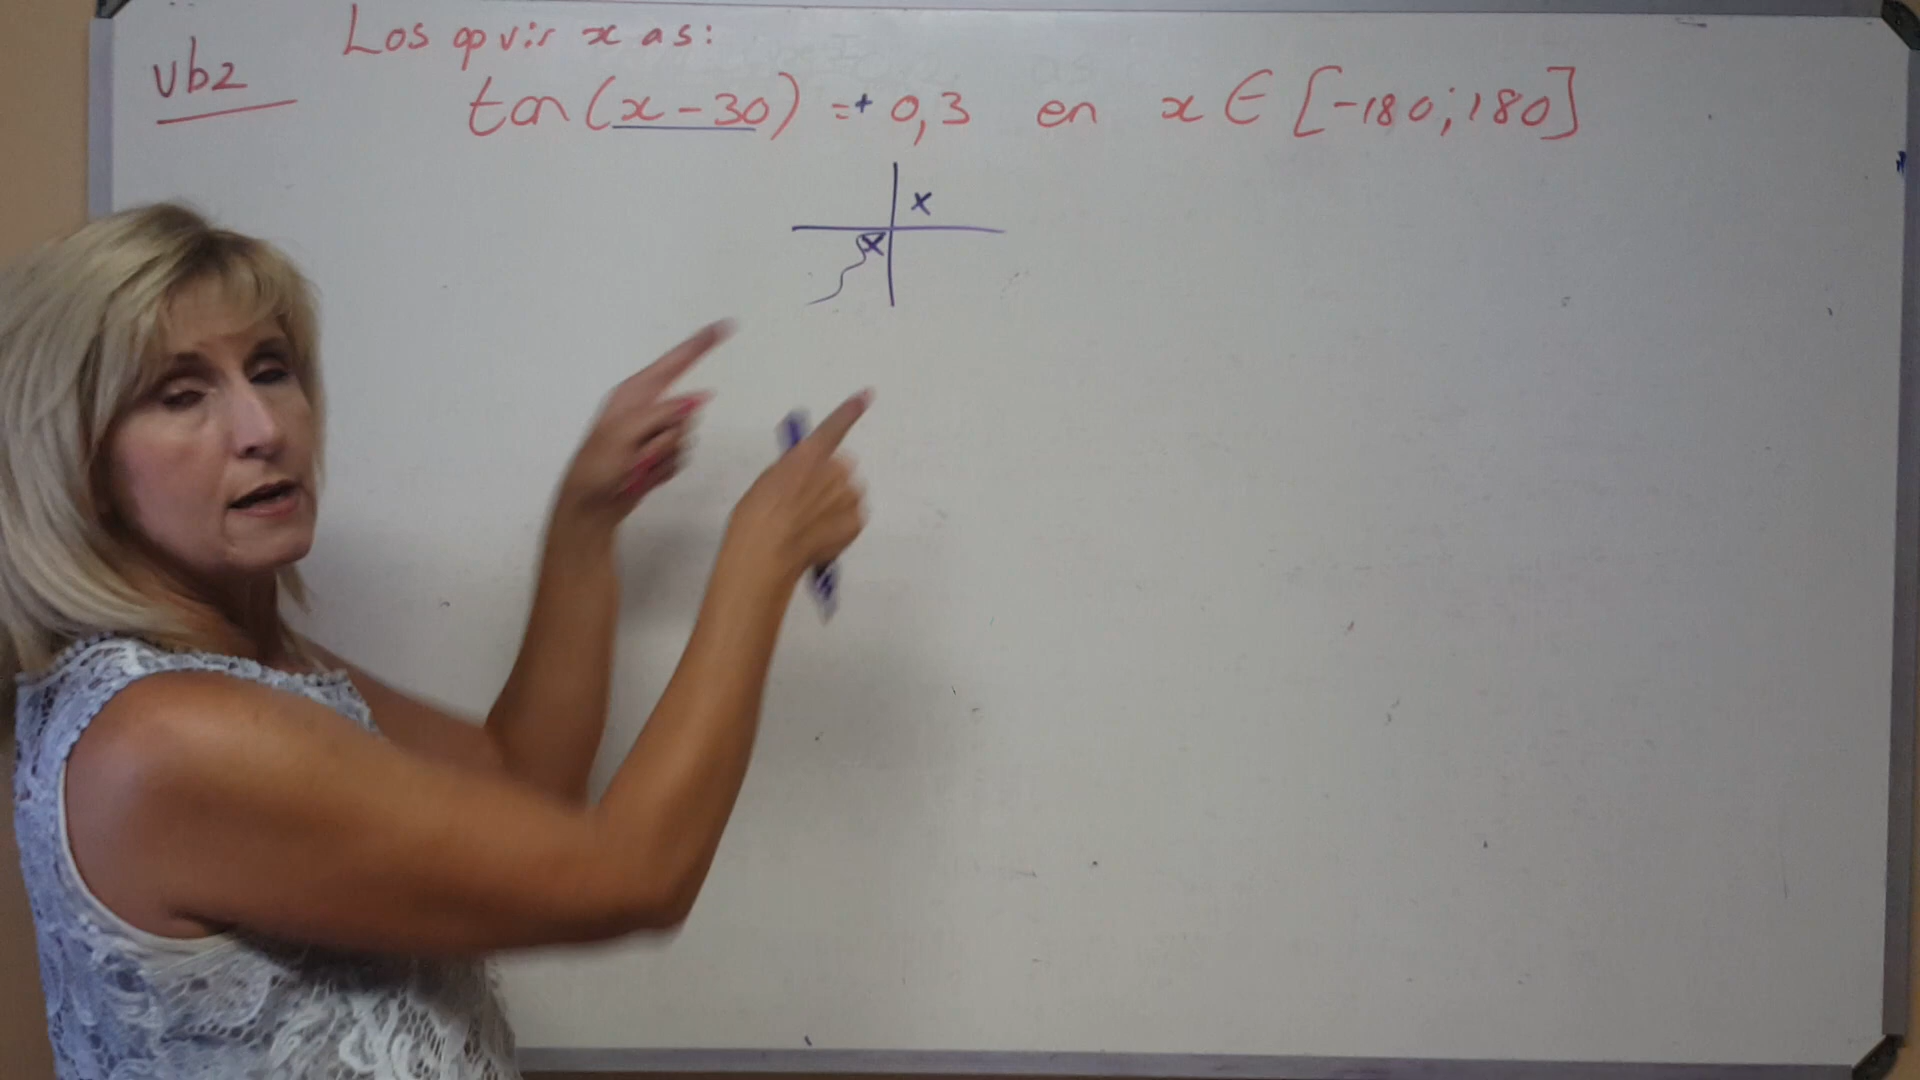 vb2
Los op vir x as:
tan(x-30) = + 0,3 en x ∈ [-180;180]
x
x